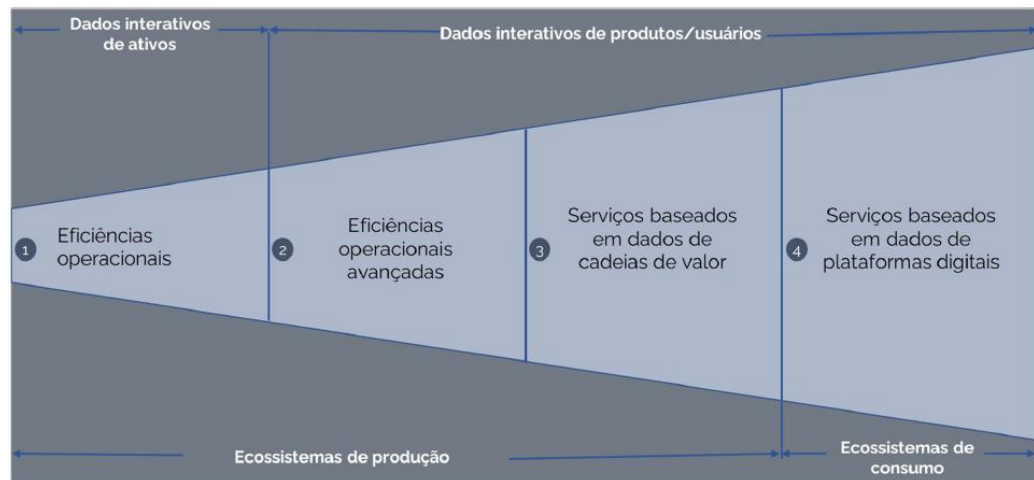 Dados interativos
de ativos
Dados interativos de produtos/usuários
1
Eficiências
operacionais
2
Eficiências
operacionais
avançadas
3
Serviços baseados
em dados de
cadeias de valor
4
Serviços baseados
em dados de
plataformas digitais
Ecossistemas de produção
Ecossistemas de
consumo